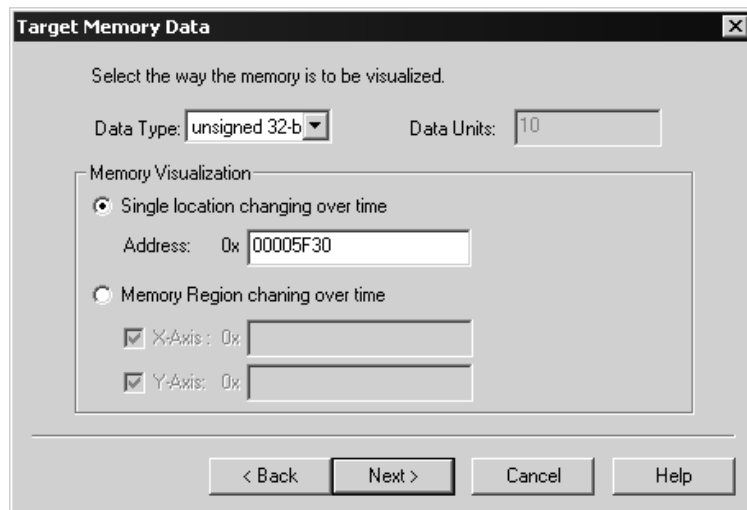 Target Memory Data
Select the way the memory is to be visualized.
Data Type: unsigned 32-b Data Units: 10
Memory Visualization
Single location changing over time
Address: 0x 00005F30
Memory Region chaning over time
X-Axis : 0x
Y-Axis: 0x
< Back Next > Cancel Help